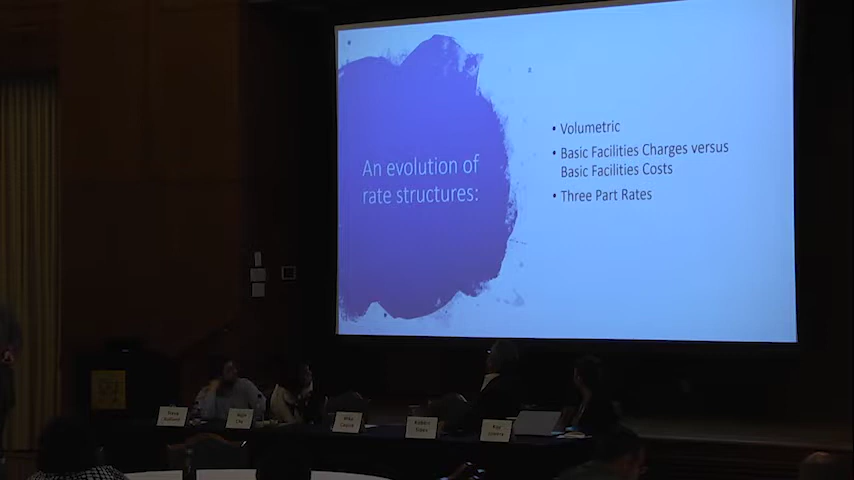 An evolution of
rate structures:
• Volumetric
• Basic Facilities Charges versus
Basic Facilities Costs
• Three Part Rates